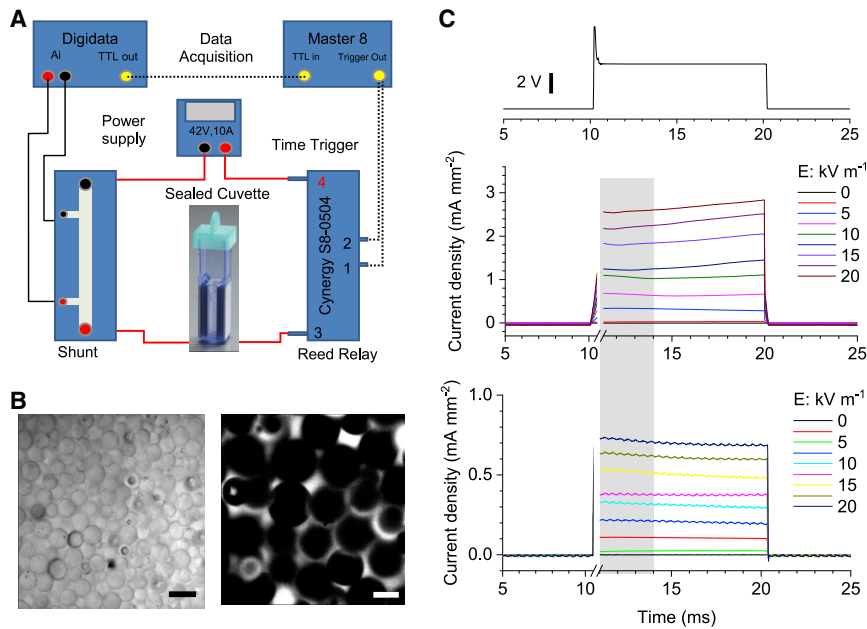 A
Digidata
Ai
TTL out
Data
Acquisition
Master 8
TTL in
Trigger Out
Power
supply
42V,10A
Time Trigger
Sealed Cuvette
4
Cynergy S8-0504
2
1
3
Shunt
Reed Relay
B
C
2 V
5
10
15
20
25
E: kV m⁻¹
0
5
10
15
20
Current density (mA mm⁻²)
3
2
1
0
5
10
15
20
25
E: kV m⁻¹
0
5
10
15
20
Current density (mA mm⁻²)
1.0
0.5
0.0
5
10
15
20
25
Time (ms)